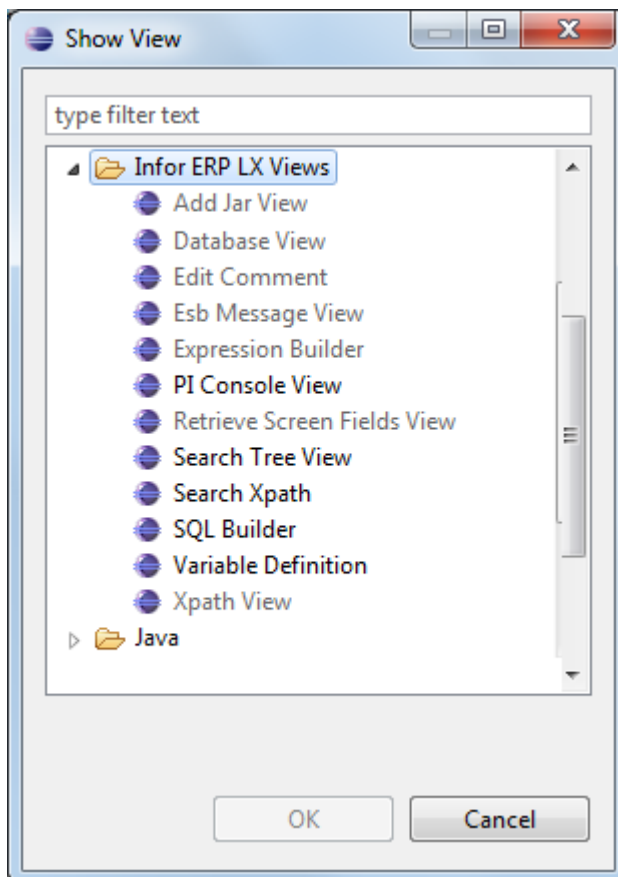 Show View
type filter text
Infor ERP LX Views
Add Jar View
Database View
Edit Comment
Esb Message View
Expression Builder
PI Console View
Retrieve Screen Fields View
Search Tree View
Search Xpath
SQL Builder
Variable Definition
Xpath View
Java
OK Cancel